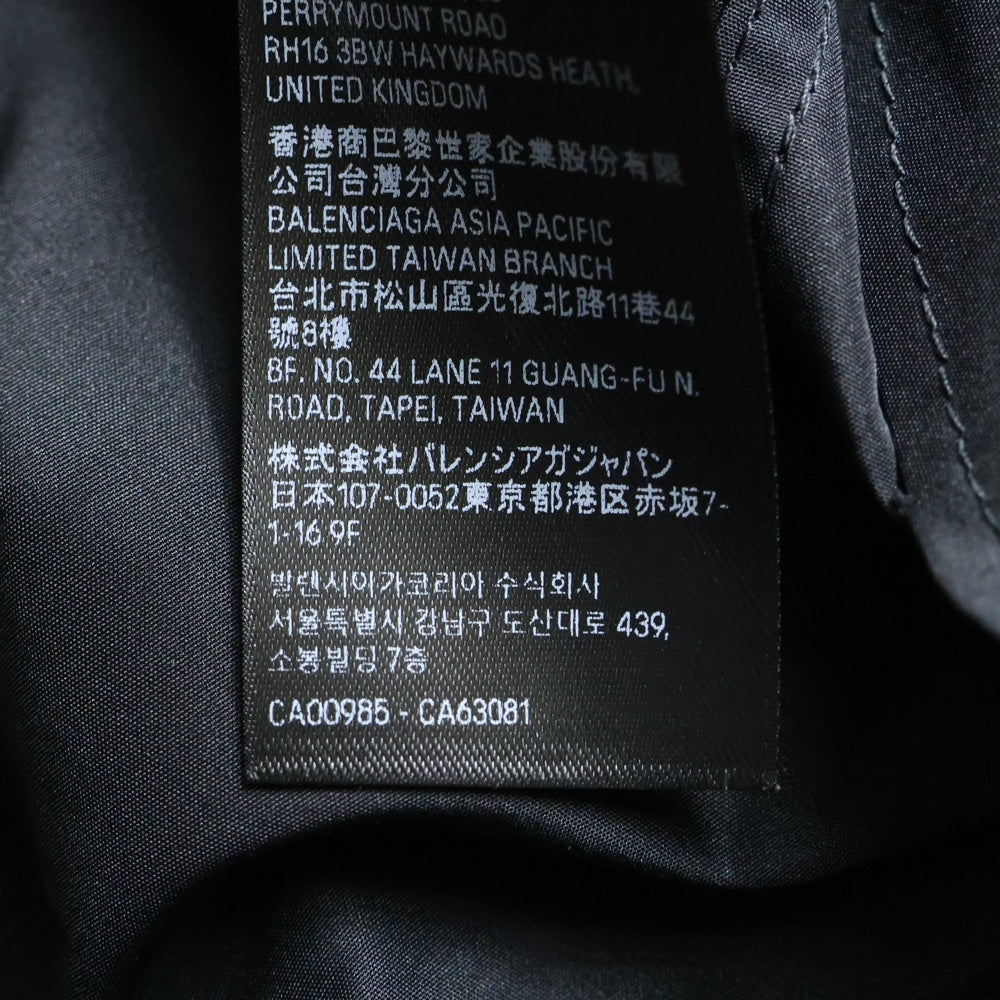 PERRYMOUNT ROAD
RH16 3BW HAYWARDS HEATH,
UNITED KINGDOM
香港商巴黎世家企業股份有限
公司台灣分公司
BALENCIAGA ASIA PACIFIC
LIMITED TAIWAN BRANCH
台北市松山區光復北路11巷44
號8樓
8F. NO. 44 LANE 11 GUANG-FU N.
ROAD, TAPEI, TAIWAN
株式会社バレンシアガジャパン
日本107-0052東京都港区赤坂7-
1-16 9F
발렌시아가코리아 수식회사
서울특별시 강남구 도산대로 439,
소봉빌딩 7층
CA00985 - CA63081